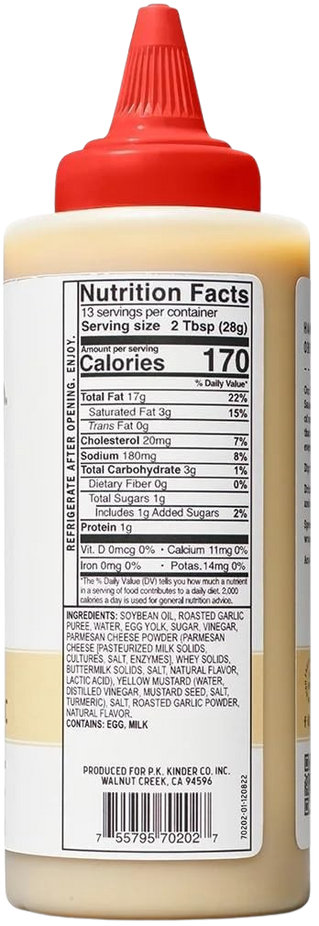 REFRIGERATE AFTER OPENING. ENJOY.
Nutrition Facts
13 servings per container
Serving size 2 Tbsp (28g)
Amount per serving
Calories 170
% Daily Value*
Total Fat 17g 22%
Saturated Fat 3g 15%
Trans Fat 0g
Cholesterol 20mg 7%
Sodium 180mg 8%
Total Carbohydrate 3g 1%
Dietary Fiber 0g 0%
Total Sugars 1g
Includes 1g Added Sugars 2%
Protein 1g
Vit. D 0mcg 0% • Calcium 11mg 0%
Iron 0mg 0% • Potas. 14mg 0%
*The % Daily Value (DV) tells you how much a nutrient
in a serving of food contributes to a daily diet. 2,000
calories a day is used for general nutrition advice.
INGREDIENTS: SOYBEAN OIL, ROASTED GARLIC
PUREE, WATER, EGG YOLK, SUGAR, VINEGAR,
PARMESAN CHEESE POWDER (PARMESAN
CHEESE [PASTEURIZED MILK SOLIDS,
CULTURES, SALT, ENZYMES], WHEY SOLIDS,
BUTTERMILK SOLIDS, SALT, NATURAL FLAVOR,
LACTIC ACID), YELLOW MUSTARD (WATER,
DISTILLED VINEGAR, MUSTARD SEED, SALT,
TURMERIC), SALT, ROASTED GARLIC POWDER,
NATURAL FLAVOR.
CONTAINS: EGG, MILK
PRODUCED FOR P.K. KINDER CO, INC.
WALNUT CREEK, CA 94596
7 55795 70202 7
70202-01-120822